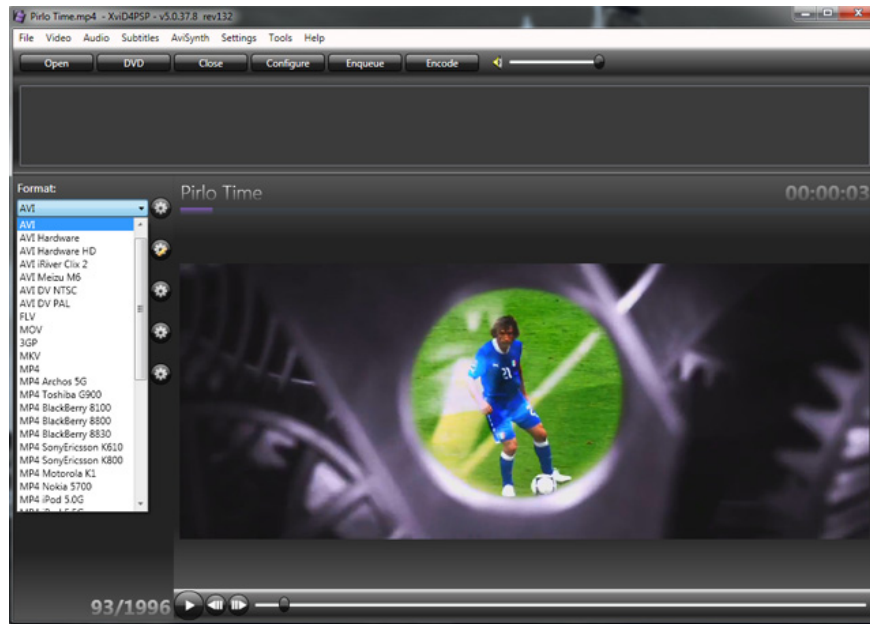 Pirlo Time.mp4 - XviD4PSP - v5.0.37.8 rev132
File Video Audio Subtitles AviSynth Settings Tools Help
Open DVD Close Configure Enqueue Encode
Format:
Pirlo Time
00:00:03
AVI
AVI
AVI Hardware
AVI Hardware HD
AVI iRiver Clix 2
AVI Meizu M6
AVI DV NTSC
AVI DV PAL
FLV
MOV
3GP
MKV
MP4
MP4 Archos 5G
MP4 Toshiba G900
MP4 BlackBerry 8100
MP4 BlackBerry 8800
MP4 BlackBerry 8830
MP4 SonyEricsson K610
MP4 SonyEricsson K800
MP4 Motorola K1
MP4 Nokia 5700
MP4 iPod 5.0G
21
93/1996